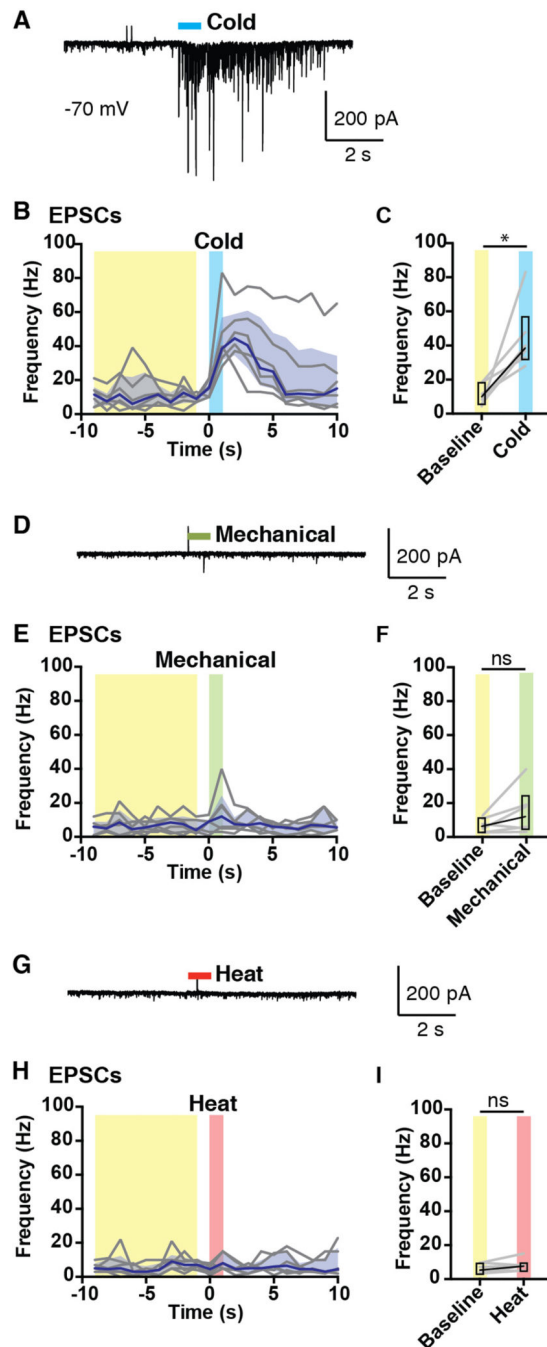 A
Cold
-70 mV
200 pA
2 s
B EPSCs
Cold
Frequency (Hz)
100
80
60
40
20
0
-10 -5 0 5 10
Time (s)
C
*
Frequency (Hz)
100
80
60
40
20
0
Baseline
Cold
D
Mechanical
200 pA
2 s
E EPSCs
Mechanical
Frequency (Hz)
100
80
60
40
20
0
-10 -5 0 5 10
Time (s)
F
ns
Frequency (Hz)
100
80
60
40
20
0
Baseline
Mechanical
G
Heat
200 pA
2 s
H EPSCs
Heat
Frequency (Hz)
100
80
60
40
20
0
-10 -5 0 5 10
Time (s)
I
ns
Frequency (Hz)
100
80
60
40
20
0
Baseline
Heat